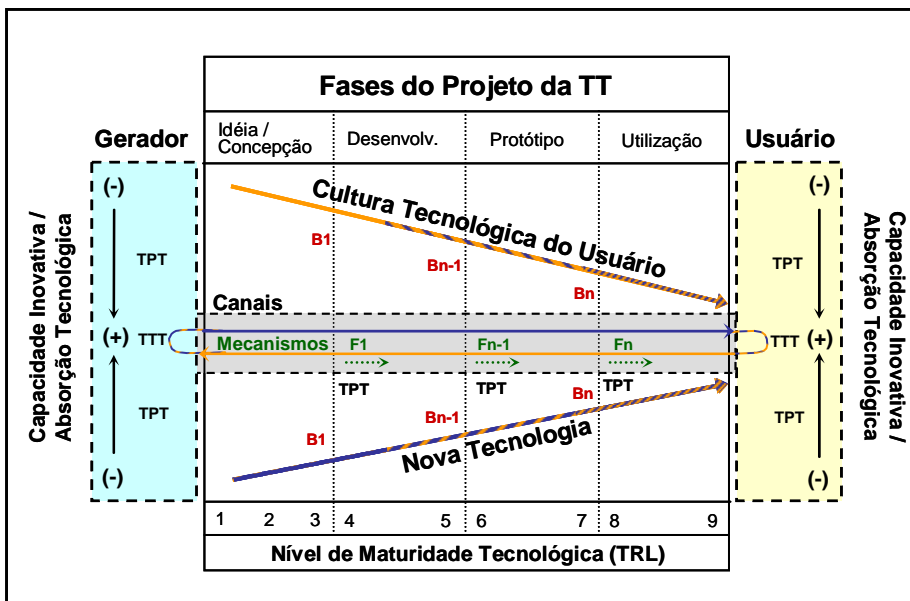 Fases do Projeto da TT
Gerador
Idéia /
Concepção
Desenvolv.
Protótipo
Utilização
Usuário
Capacidade Inovativa /
Absorção Tecnológica
(-)
TPT
(+)
TTT
TPT
(-)
Cultura Tecnológica do Usuário
B1
Bn-1
Bn
Canais
Mecanismos
F1
Fn-1
Fn
TPT
TPT
TPT
B1
Bn-1
Bn
Nova Tecnologia
(-)
TPT
TTT
(+)
TPT
(-)
Capacidade Inovativa /
Absorção Tecnológica
1 2 3 4 5 6 7 8 9
Nível de Maturidade Tecnológica (TRL)